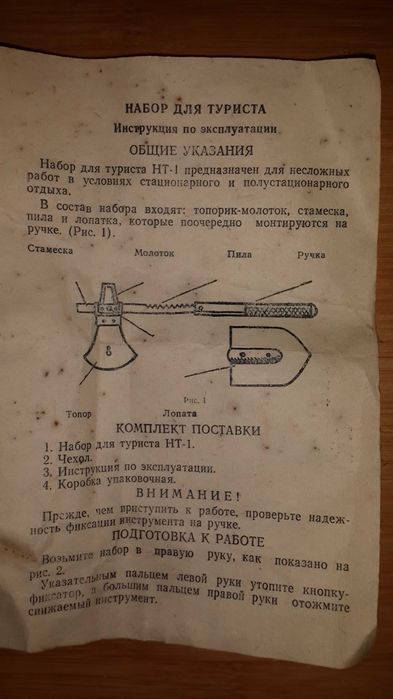 НАБОР ДЛЯ ТУРИСТА
Инструкция по эксплуатации
ОБЩИЕ УКАЗАНИЯ
Набор для туриста НТ-1 предназначен для несложных
работ в условиях стационарного и полустационарного
отдыха.
В состав набора входят: топорик-молоток, стамеска,
пила и лопатка, которые поочередно монтируются на
ручке. (Рис. 1).
Стамеска Молоток Пила Ручка
Рис. 1
Топор Лопата
КОМПЛЕКТ ПОСТАВКИ
1. Набор для туриста НТ-1.
2. Чехол.
3. Инструкция по эксплуатации.
4. Коробка упаковочная.
ВНИМАНИЕ!
Прежде, чем приступить к работе, проверьте надеж-
ность фиксации инструмента на ручке.
ПОДГОТОВКА К РАБОТЕ
Возьмите набор в правую руку, как показано на
рис. 2.
Указательным пальцем левой руки утопите кнопку-
фиксатор, а большим пальцем правой руки отожмите
снижаемый инструмент.